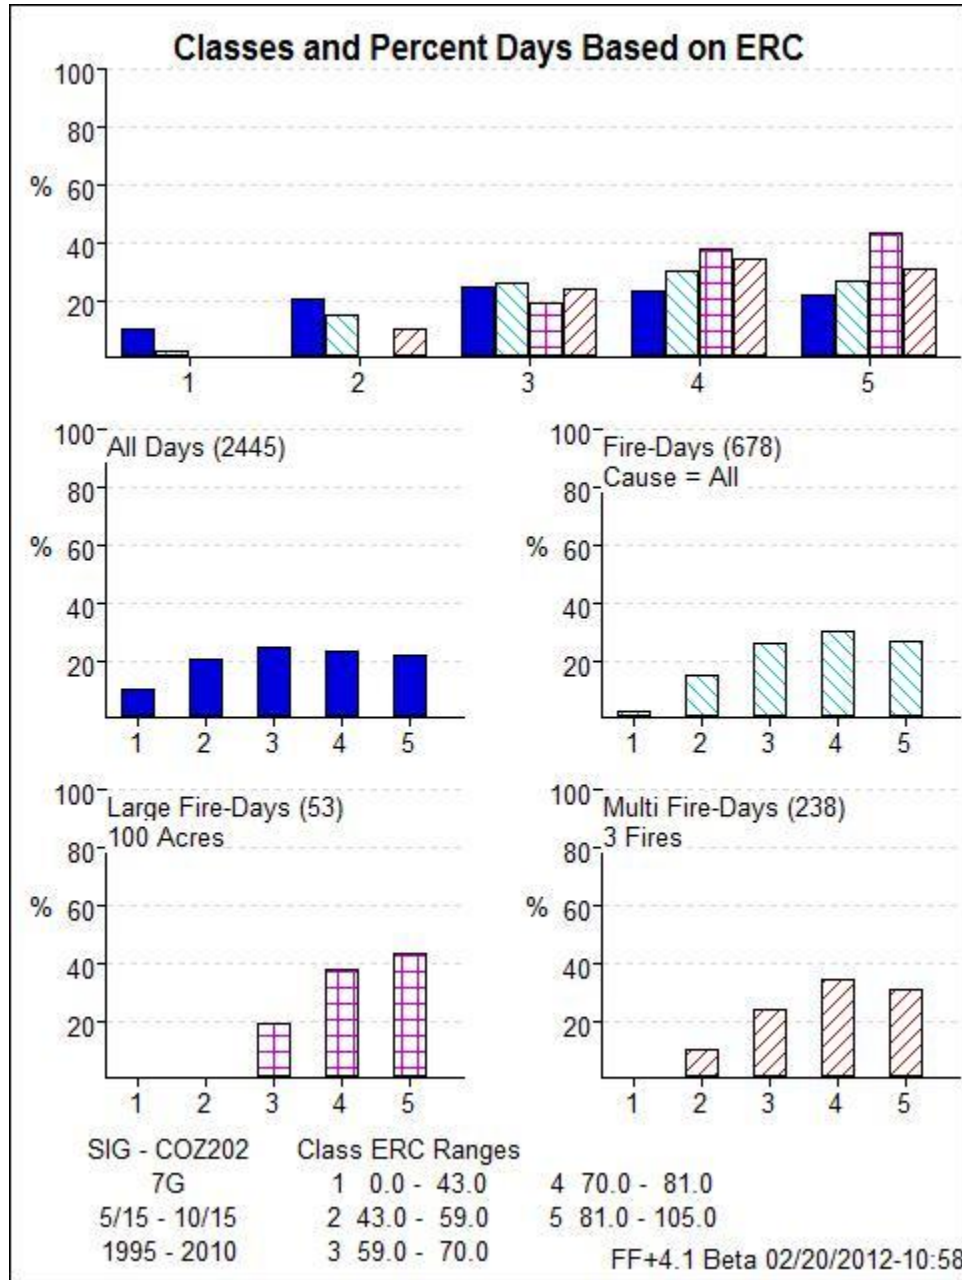 Classes and Percent Days Based on ERC
100
80
% 60
40
20
1 2 3 4 5
100 All Days (2445)
80
% 60
40
20
1 2 3 4 5
100 Fire-Days (678)
80 Cause = All
% 60
40
20
1 2 3 4 5
100 Large Fire-Days (53)
80 100 Acres
% 60
40
20
1 2 3 4 5
100 Multi Fire-Days (238)
80 3 Fires
% 60
40
20
1 2 3 4 5
SIG - COZ202
7G
5/15 - 10/15
1995 - 2010
Class ERC Ranges
1 0.0 - 43.0
2 43.0 - 59.0
3 59.0 - 70.0
4 70.0 - 81.0
5 81.0 - 105.0
FF+4.1 Beta 02/20/2012-10:58